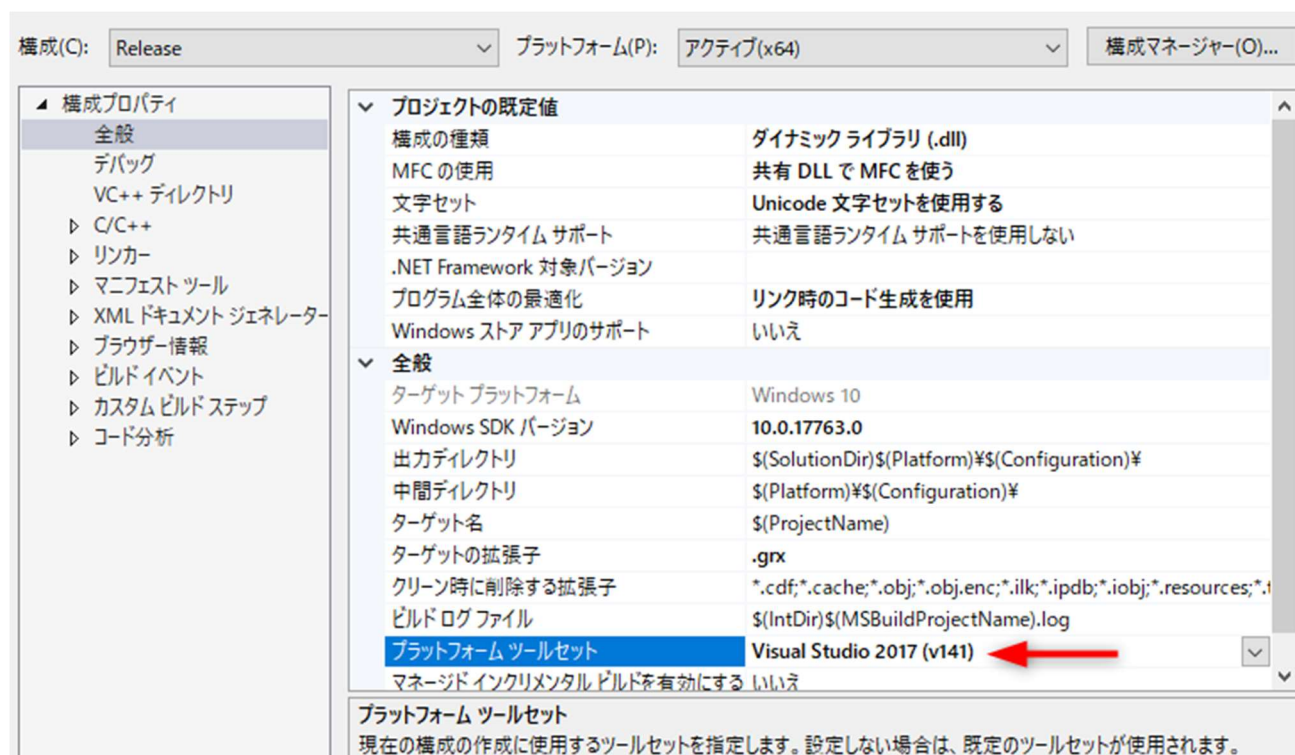 構成(C): Release プラットフォーム(P): アクティブ(x64) 構成マネージャー(O)...
構成プロパティ
全般
デバッグ
VC++ ディレクトリ
C/C++
リンカー
マニフェスト ツール
XML ドキュメント ジェネレーター
ブラウザー情報
ビルド イベント
カスタム ビルド ステップ
コード分析
プロジェクトの既定値
構成の種類 ダイナミック ライブラリ (.dll)
MFC の使用 共有 DLL で MFC を使う
文字セット Unicode 文字セットを使用する
共通言語ランタイム サポート 共通言語ランタイム サポートを使用しない
.NET Framework 対象バージョン
プログラム全体の最適化 リンク時のコード生成を使用
Windows ストア アプリのサポート いいえ
全般
ターゲット プラットフォーム Windows 10
Windows SDK バージョン 10.0.17763.0
出力ディレクトリ $(SolutionDir)$(Platform)¥$(Configuration)¥
中間ディレクトリ $(Platform)¥$(Configuration)¥
ターゲット名 $(ProjectName)
ターゲットの拡張子 .grx
クリーン時に削除する拡張子 *.cdf;*.cache;*.obj;*.obj.enc;*.ilk;*.ipdb;*.iobj;*.resources;*.
ビルド ログ ファイル $(IntDir)$(MSBuildProjectName).log
プラットフォーム ツールセット Visual Studio 2017 (v141)
マネージド インクリメンタル ビルドを有効にする いいえ
プラットフォーム ツールセット
現在の構成の作成に使用するツールセットを指定します。設定しない場合は、既定のツールセットが使用されます。